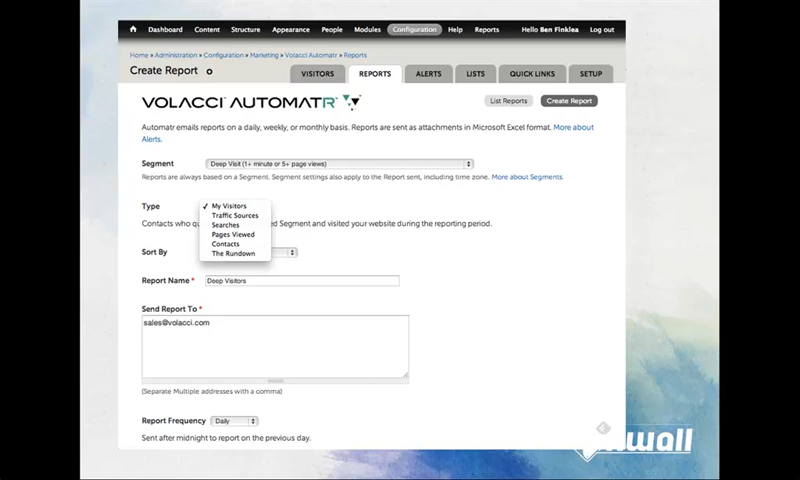 Dashboard Content Structure Appearance People Modules Configuration Help Reports Hello Ben Finklea Log out
Home » Administration » Configuration » Marketing » Volacci Automatr » Reports
Create Report
VISITORS REPORTS ALERTS LISTS QUICK LINKS SETUP
VOLACCI AUTOMATR
List Reports Create Report
Automatr emails reports on a daily, weekly, or monthly basis. Reports are sent as attachments in Microsoft Excel format. More about
Alerts.
Segment Deep Visit (1+ minute or 5+ page views)
Reports are always based on a Segment. Segment settings also apply to the Report sent, including time zone. More about Segments.
Type ✓ My Visitors
Traffic Sources
Searches
Contacts who qu d Segment and visited your website during the reporting period.
Pages Viewed
Contacts
Sort By The Rundown
Report Name * Deep Visitors
Send Report To *
sales@volacci.com
(Separate Multiple addresses with a comma)
Report Frequency Daily
Sent after midnight to report on the previous day.